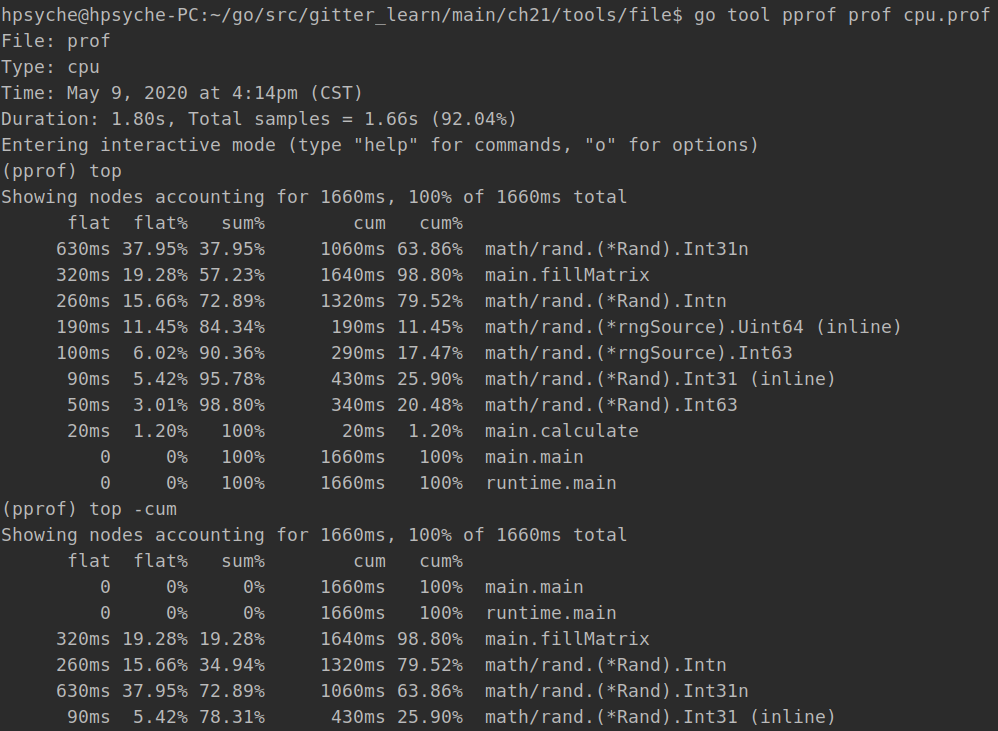 hpsyche@hpsyche-PC:~/go/src/gitter_learn/main/ch21/tools/file$ go tool pprof prof cpu.prof
File: prof
Type: cpu
Time: May 9, 2020 at 4:14pm (CST)
Duration: 1.80s, Total samples = 1.66s (92.04%)
Entering interactive mode (type "help" for commands, "o" for options)
(pprof) top
Showing nodes accounting for 1660ms, 100% of 1660ms total
      flat  flat%   sum%        cum   cum%
     630ms 37.95% 37.95%     1060ms 63.86%  math/rand.(*Rand).Int31n
     320ms 19.28% 57.23%     1640ms 98.80%  main.fillMatrix
     260ms 15.66% 72.89%     1320ms 79.52%  math/rand.(*Rand).Intn
     190ms 11.45% 84.34%      190ms 11.45%  math/rand.(*rngSource).Uint64 (inline)
     100ms  6.02% 90.36%      290ms 17.47%  math/rand.(*rngSource).Int63
      90ms  5.42% 95.78%      430ms 25.90%  math/rand.(*Rand).Int31 (inline)
      50ms  3.01% 98.80%      340ms 20.48%  math/rand.(*Rand).Int63
      20ms  1.20%   100%       20ms  1.20%  main.calculate
         0     0%   100%     1660ms   100%  main.main
         0     0%   100%     1660ms   100%  runtime.main
(pprof) top -cum
Showing nodes accounting for 1660ms, 100% of 1660ms total
      flat  flat%   sum%        cum   cum%
         0     0%     0%     1660ms   100%  main.main
         0     0%     0%     1660ms   100%  runtime.main
     320ms 19.28% 19.28%     1640ms 98.80%  main.fillMatrix
     260ms 15.66% 34.94%     1320ms 79.52%  math/rand.(*Rand).Intn
     630ms 37.95% 72.89%     1060ms 63.86%  math/rand.(*Rand).Int31n
      90ms  5.42% 78.31%      430ms 25.90%  math/rand.(*Rand).Int31 (inline)